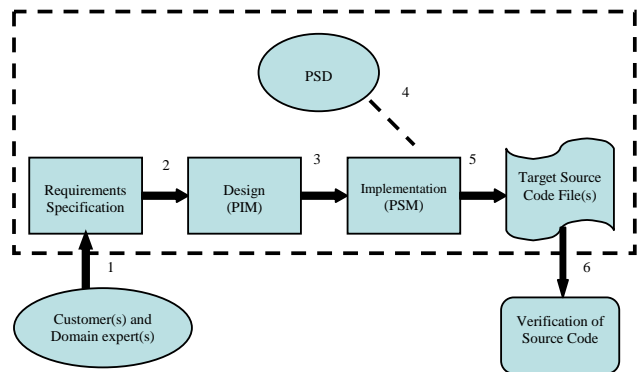 PSD
4
2
3
5
Requirements
Specification
Design
(PIM)
Implementation
(PSM)
Target Source
Code File(s)
1
6
Customer(s) and
Domain expert(s)
Verification of
Source Code